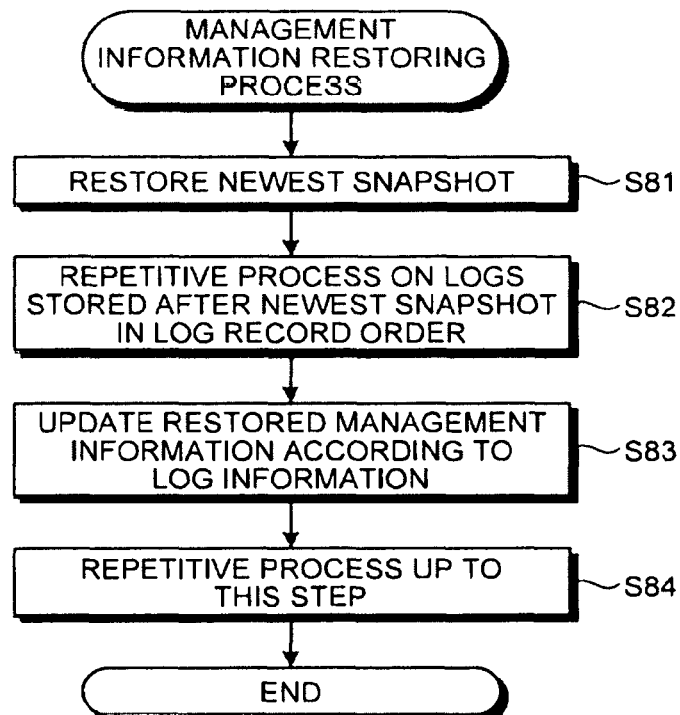 MANAGEMENT
INFORMATION RESTORING
PROCESS
RESTORE NEWEST SNAPSHOT
S81
REPETITIVE PROCESS ON LOGS
STORED AFTER NEWEST SNAPSHOT
IN LOG RECORD ORDER
S82
UPDATE RESTORED MANAGEMENT
INFORMATION ACCORDING TO
LOG INFORMATION
S83
REPETITIVE PROCESS UP TO
THIS STEP
S84
END